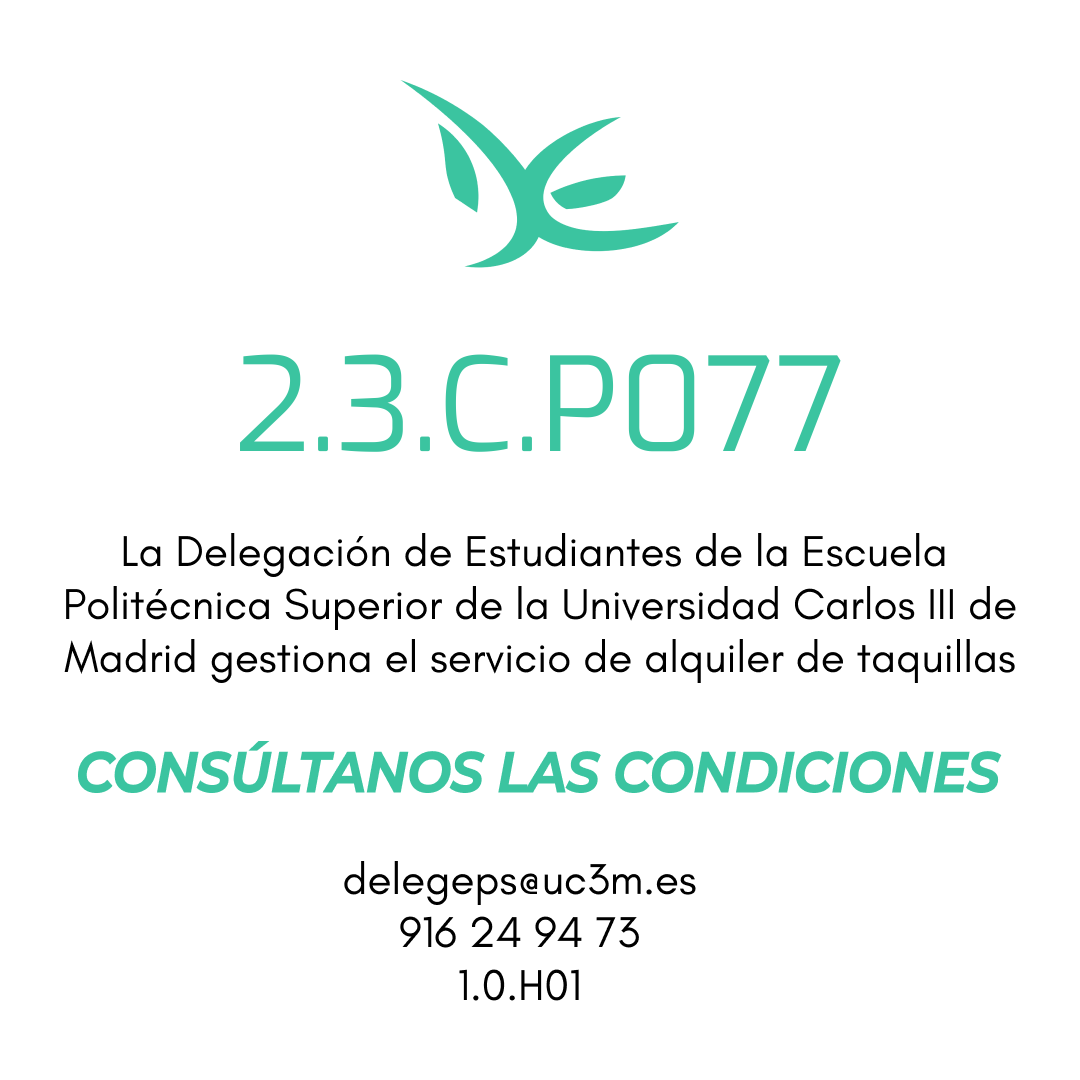 2.3.C.P077
La Delegación de Estudiantes de la Escuela
Politécnica Superior de la Universidad Carlos III de
Madrid gestiona el servicio de alquiler de taquillas
CONSÚLTANOS LAS CONDICIONES
delegeps@uc3m.es
916 24 94 73
1.0.H01